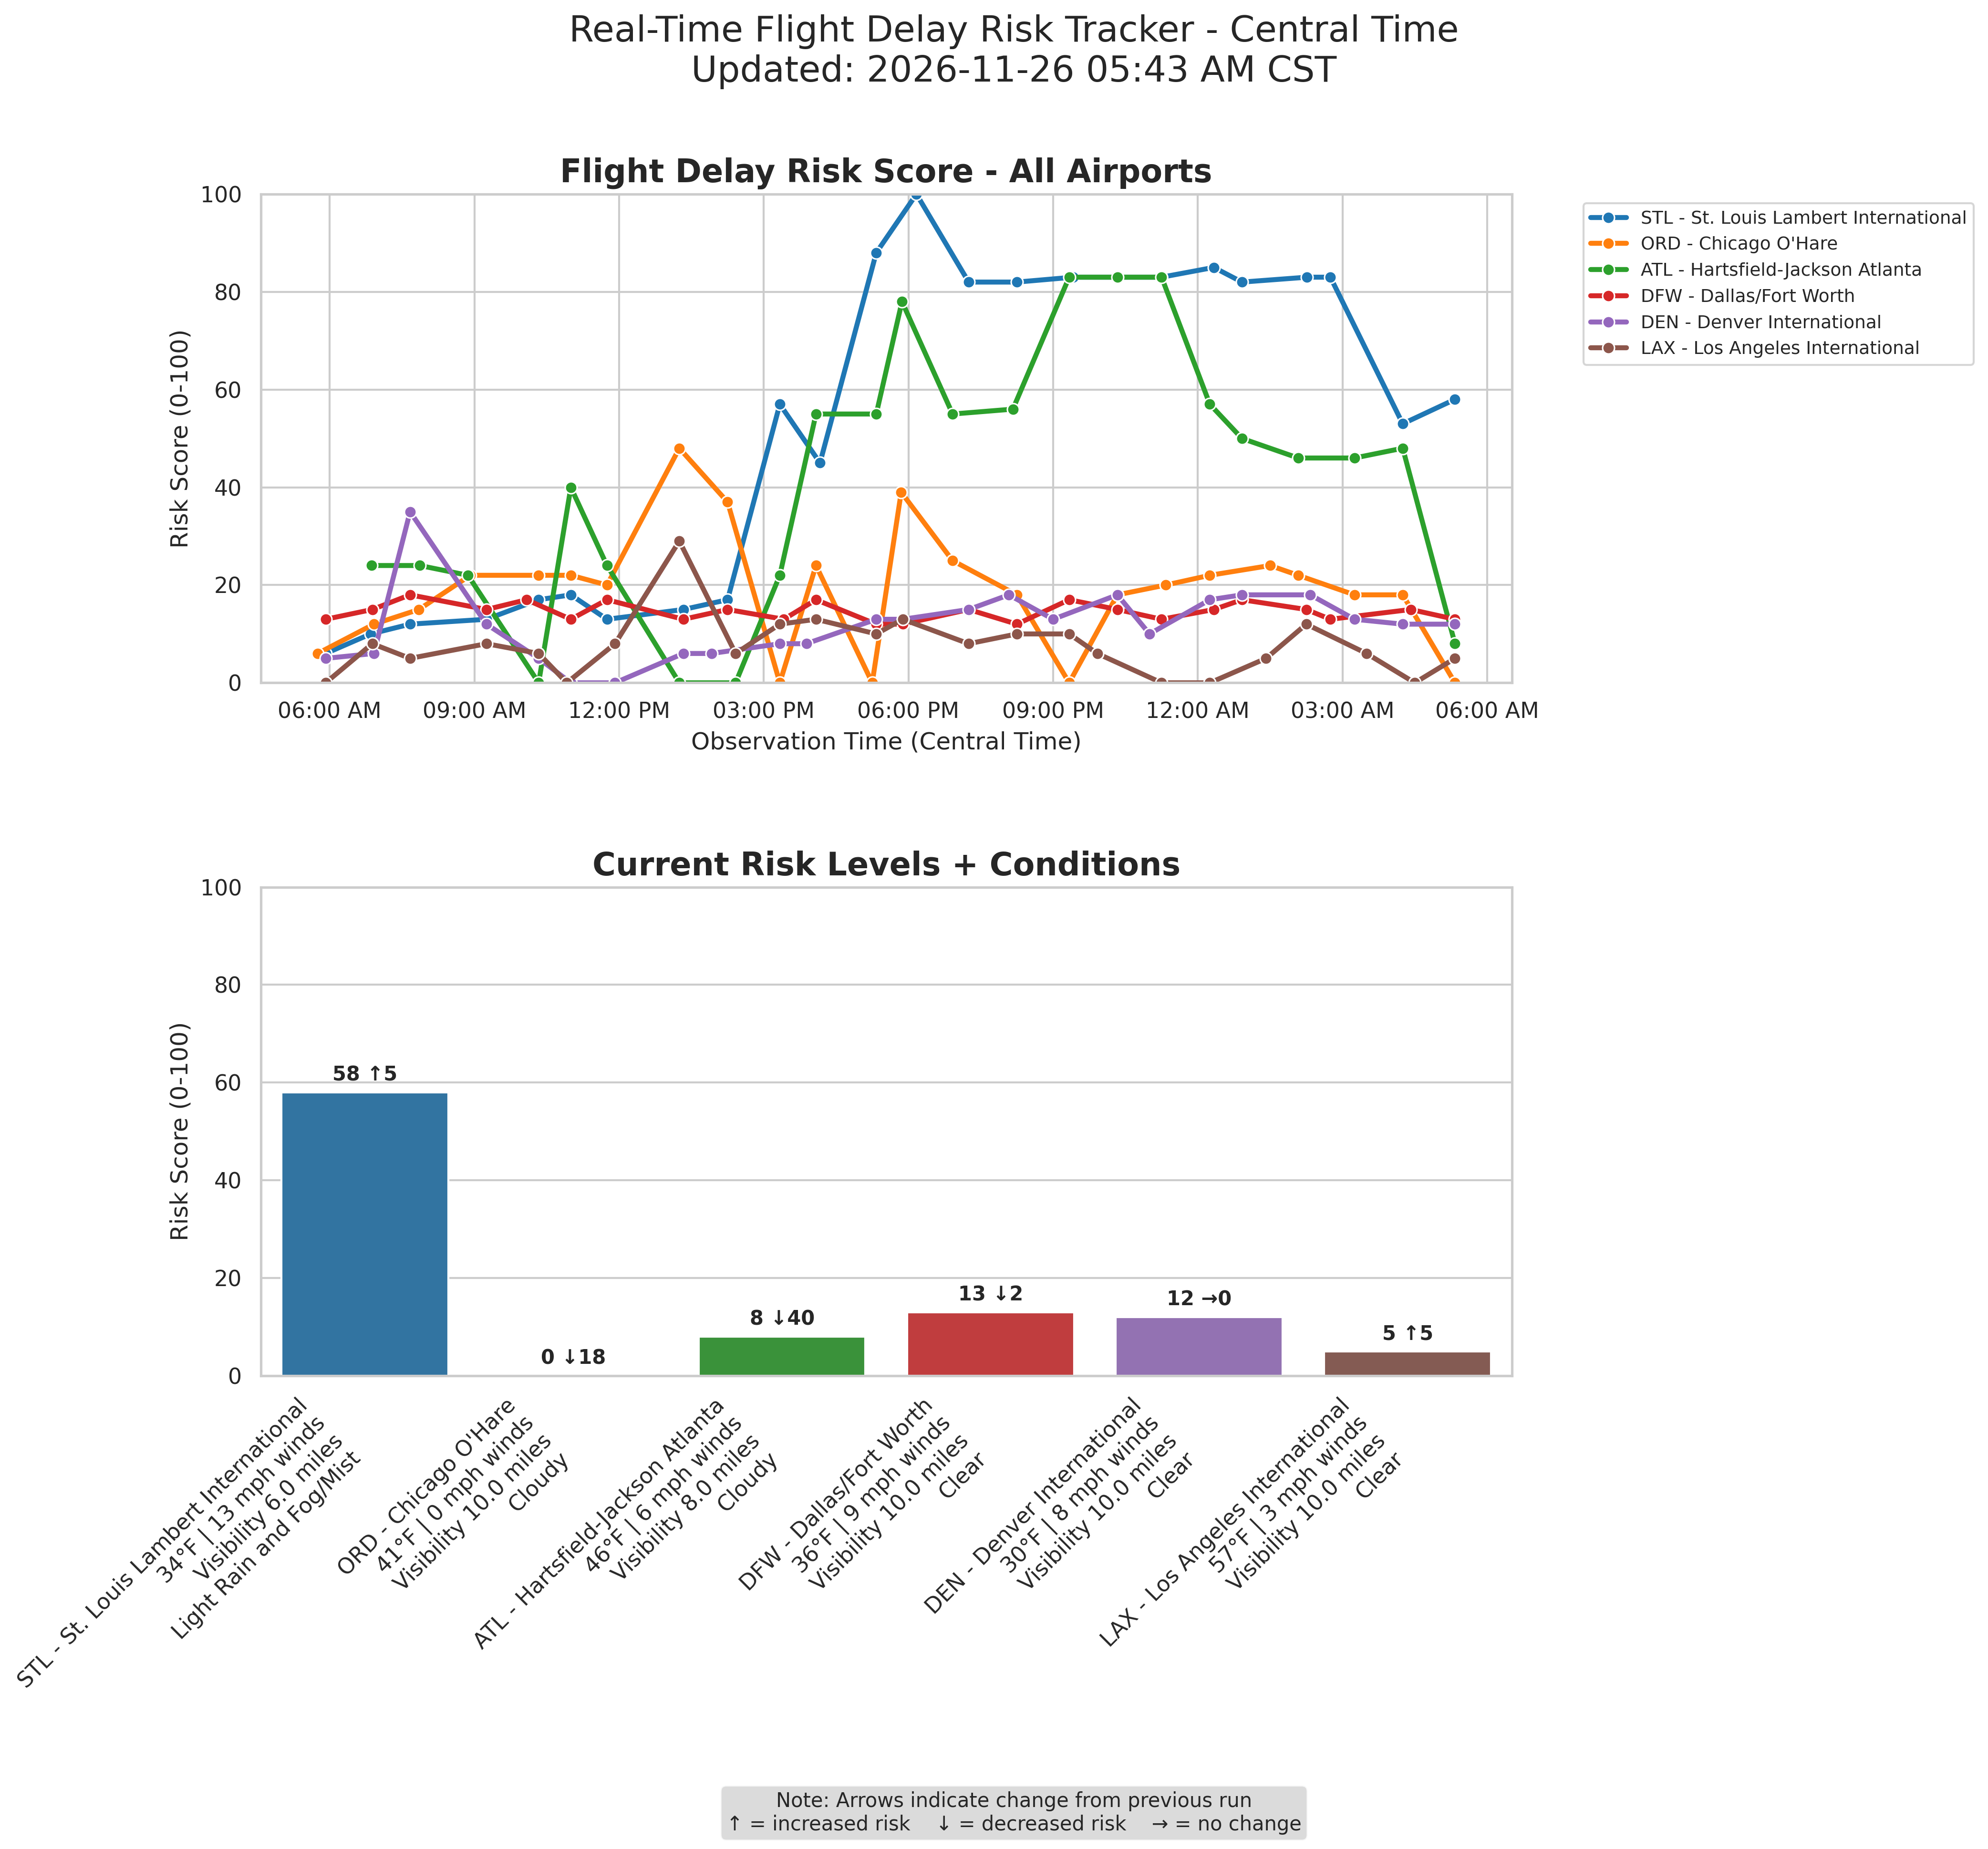 Real-Time Flight Delay Risk Tracker - Central Time
Updated: 2026-11-26 05:43 AM CST
Flight Delay Risk Score - All Airports
Risk Score (0-100)
100
80
60
40
20
0
06:00 AM
09:00 AM
12:00 PM
03:00 PM
06:00 PM
09:00 PM
12:00 AM
03:00 AM
06:00 AM
Observation Time (Central Time)
STL - St. Louis Lambert International
ORD - Chicago O'Hare
ATL - Hartsfield-Jackson Atlanta
DFW - Dallas/Fort Worth
DEN - Denver International
LAX - Los Angeles International
Current Risk Levels + Conditions
Risk Score (0-100)
100
80
60
40
20
0
58 ↑5
0 ↓18
8 ↓40
13 ↓2
12 →0
5 ↑5
STL - St. Louis Lambert International
34°F | 13 mph winds
Visibility 6.0 miles
Light Rain and Fog/Mist
ORD - Chicago O'Hare
41°F | 0 mph winds
Visibility 10.0 miles
Cloudy
ATL - Hartsfield-Jackson Atlanta
46°F | 6 mph winds
Visibility 8.0 miles
Cloudy
DFW - Dallas/Fort Worth
36°F | 9 mph winds
Visibility 10.0 miles
Clear
DEN - Denver International
30°F | 8 mph winds
Visibility 10.0 miles
Clear
LAX - Los Angeles International
57°F | 3 mph winds
Visibility 10.0 miles
Clear
Note: Arrows indicate change from previous run
↑ = increased risk    ↓ = decreased risk    → = no change